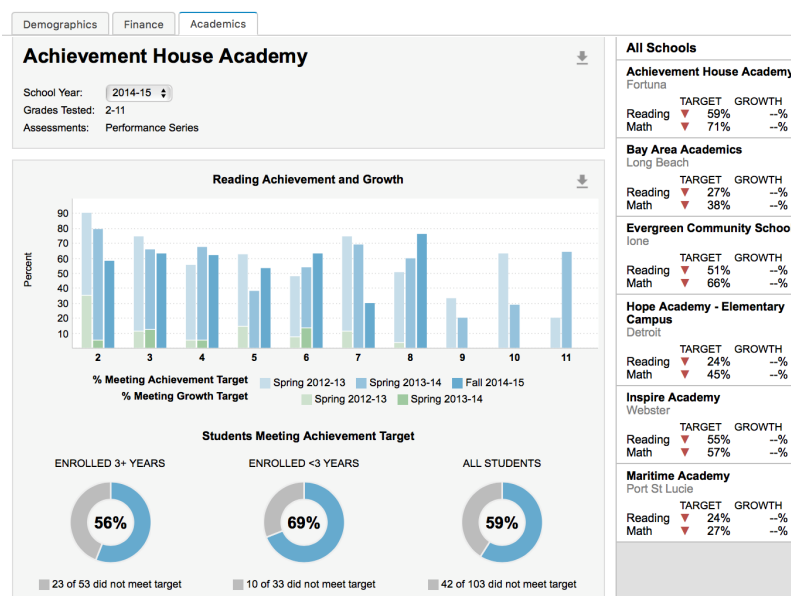 Demographics
Finance
Academics
Achievement House Academy
School Year: 2014-15
Grades Tested: 2-11
Assessments: Performance Series
Reading Achievement and Growth
Percent
90
80
70
60
50
40
30
20
10
2 3 4 5 6 7 8 9 10 11
% Meeting Achievement Target Spring 2012-13 Spring 2013-14 Fall 2014-15
% Meeting Growth Target Spring 2012-13 Spring 2013-14
Students Meeting Achievement Target
ENROLLED 3+ YEARS
56%
23 of 53 did not meet target
ENROLLED <3 YEARS
69%
10 of 33 did not meet target
ALL STUDENTS
59%
42 of 103 did not meet target
All Schools
Achievement House Academy
Fortuna
TARGET GROWTH
Reading ▼ 59% --%
Math ▼ 71% --%
Bay Area Academics
Long Beach
TARGET GROWTH
Reading ▼ 27% --%
Math ▼ 38% --%
Evergreen Community Schoo
Ione
TARGET GROWTH
Reading ▼ 51% --%
Math ▼ 66% --%
Hope Academy - Elementary
Campus
Detroit
TARGET GROWTH
Reading ▼ 24% --%
Math ▼ 45% --%
Inspire Academy
Webster
TARGET GROWTH
Reading ▼ 55% --%
Math ▼ 57% --%
Maritime Academy
Port St Lucie
TARGET GROWTH
Reading ▼ 24% --%
Math ▼ 27% --%